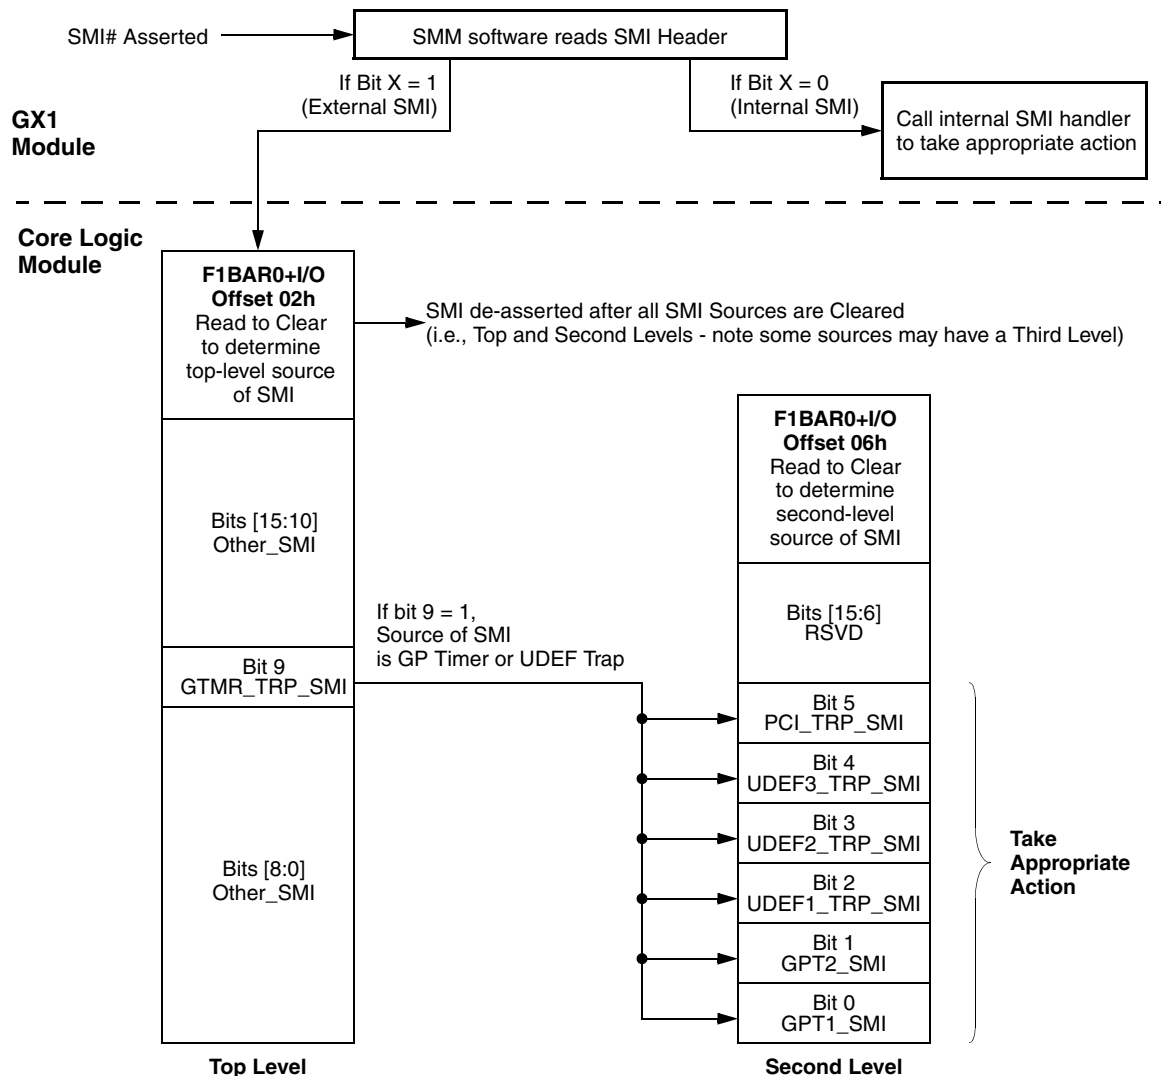 SMI# Asserted
SMM software reads SMI Header
If Bit X = 1
(External SMI)
If Bit X = 0
(Internal SMI)
GX1
Module
Call internal SMI handler
to take appropriate action
Core Logic
Module
F1BAR0+I/O
Offset 02h
Read to Clear
to determine
top-level source
of SMI
SMI de-asserted after all SMI Sources are Cleared
(i.e., Top and Second Levels - note some sources may have a Third Level)
Bits [15:10]
Other_SMI
If bit 9 = 1,
Source of SMI
is GP Timer or UDEF Trap
Bit 9
GTMR_TRP_SMI
Bits [8:0]
Other_SMI
Top Level
F1BAR0+I/O
Offset 06h
Read to Clear
to determine
second-level
source of SMI
Bits [15:6]
RSVD
Bit 5
PCI_TRP_SMI
Bit 4
UDEF3_TRP_SMI
Bit 3
UDEF2_TRP_SMI
Bit 2
UDEF1_TRP_SMI
Bit 1
GPT2_SMI
Bit 0
GPT1_SMI
Second Level
Take
Appropriate
Action